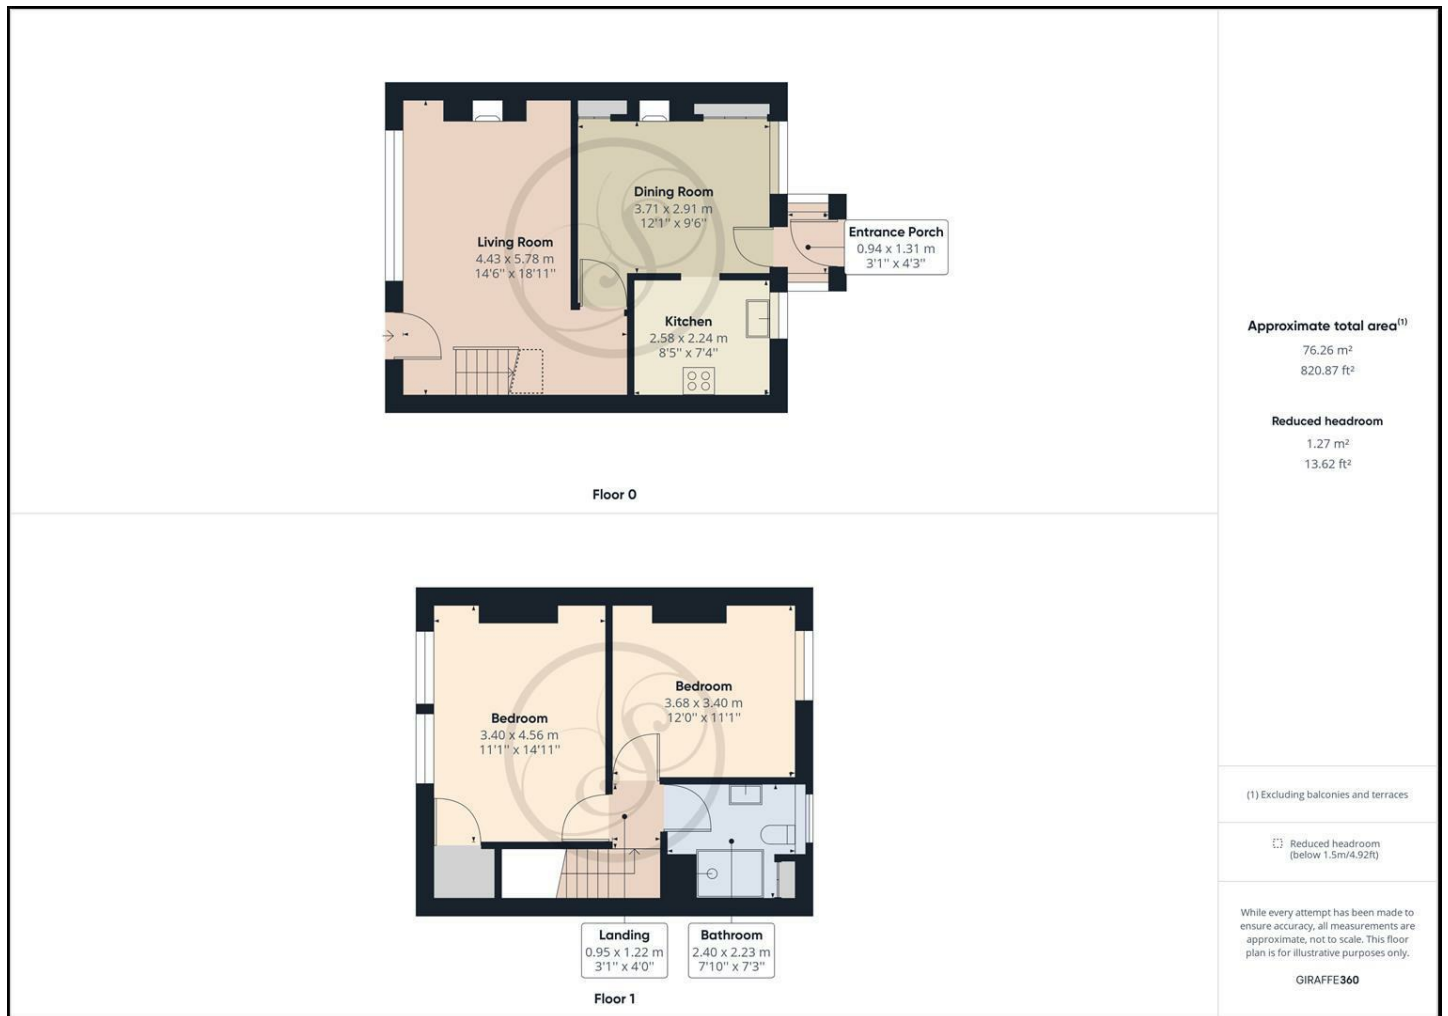 Living Room
4.43 x 5.78 m
14'6" x 18'11"
Dining Room
3.71 x 2.91 m
12'1" x 9'6"
Entrance Porch
0.94 x 1.31 m
3'1" x 4'3"
Kitchen
2.58 x 2.24 m
8'5" x 7'4"
Floor 0
Bedroom
3.40 x 4.56 m
11'1" x 14'11"
Bedroom
3.68 x 3.40 m
12'0" x 11'1"
Landing
0.95 x 1.22 m
3'1" x 4'0"
Bathroom
2.40 x 2.23 m
7'10" x 7'3"
Floor 1
Approximate total area(1)
76.26 m²
820.87 ft²
Reduced headroom
1.27 m²
13.62 ft²
(1) Excluding balconies and terraces
Reduced headroom
(below 1.5m/4.92ft)
While every attempt has been made to
ensure accuracy, all measurements are
approximate, not to scale. This floor
plan is for illustrative purposes only.
GIRAFFE360